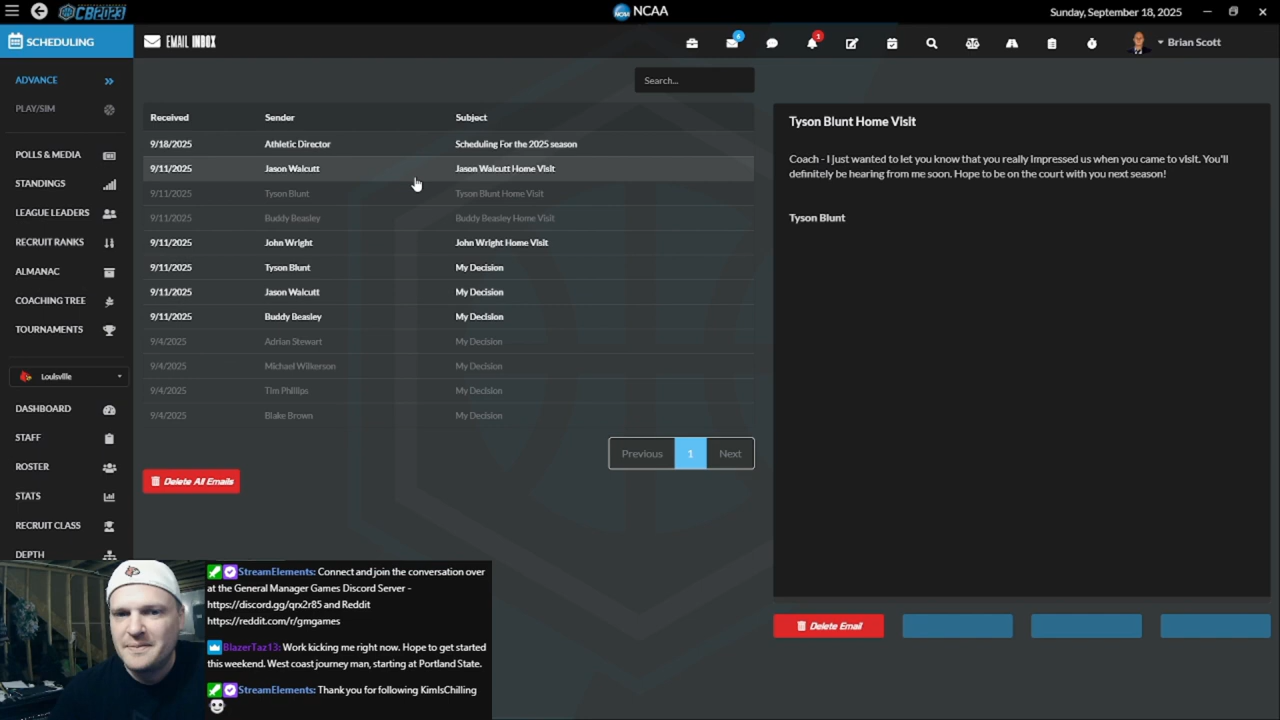 CB2023
NCAA
Sunday, September 18, 2025
SCHEDULING
EMAIL INBOX
6
1
Brian Scott
ADVANCE
PLAY/SIM
POLLS & MEDIA
STANDINGS
LEAGUE LEADERS
RECRUIT RANKS
ALMANAC
COACHING TREE
TOURNAMENTS
Louisville
DASHBOARD
STAFF
ROSTER
STATS
RECRUIT CLASS
DEPTH
Search...
Received Sender Subject
9/18/2025 Athletic Director Scheduling For the 2025 season
9/11/2025 Jason Walcutt Jason Walcutt Home Visit
9/11/2025 Tyson Blunt Tyson Blunt Home Visit
9/11/2025 Buddy Beasley Buddy Beasley Home Visit
9/11/2025 John Wright John Wright Home Visit
9/11/2025 Tyson Blunt My Decision
9/11/2025 Jason Walcutt My Decision
9/11/2025 Buddy Beasley My Decision
9/4/2025 Adrian Stewart My Decision
9/4/2025 Michael Wilkerson My Decision
9/4/2025 Tim Phillips My Decision
9/4/2025 Blake Brown My Decision
Previous 1 Next
Delete All Emails
Tyson Blunt Home Visit
Coach - I just wanted to let you know that you really impressed us when you came to visit. You'll
definitely be hearing from me soon. Hope to be on the court with you next season!
Tyson Blunt
Delete Email
StreamElements: Connect and join the conversation over
at the General Manager Games Discord Server -
https://discord.gg/qrx2r85 and Reddit
https://reddit.com/r/gmgames
BlazerTaz13: Work kicking me right now. Hope to get started
this weekend. West coast journey man, starting at Portland State.
StreamElements: Thank you for following KimIsChilling